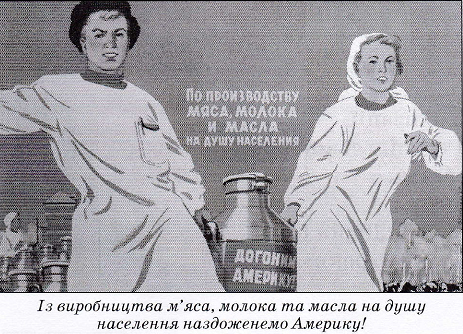 По производству
мяса, молока
и масла
на душу населения
догоним
Америку!
Із виробництва м’яса, молока та масла на душу
населення наздоженемо Америку!